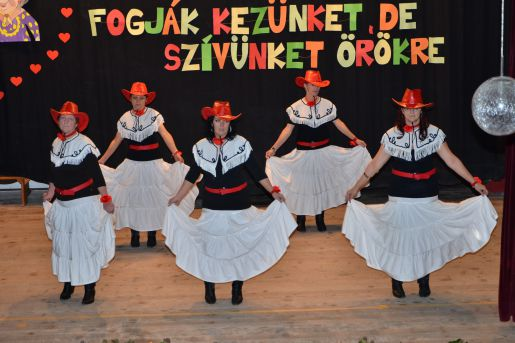 FOGJÁK KEZÜNKET, DE
SZÍVÜNKET ÖRÖKRE